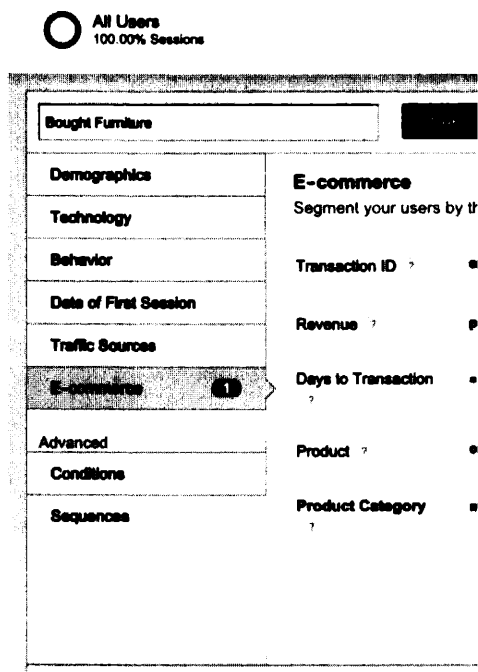 All Users
100.00% Sessions
Bought Furniture
Demographics
Technology
Behavior
Date of First Session
Traffic Sources
E-commerce 1
Advanced
Conditions
Sequences
E-commerce
Segment your users by th
Transaction ID ?
Revenue ?
Days to Transaction
?
Product ?
Product Category
?